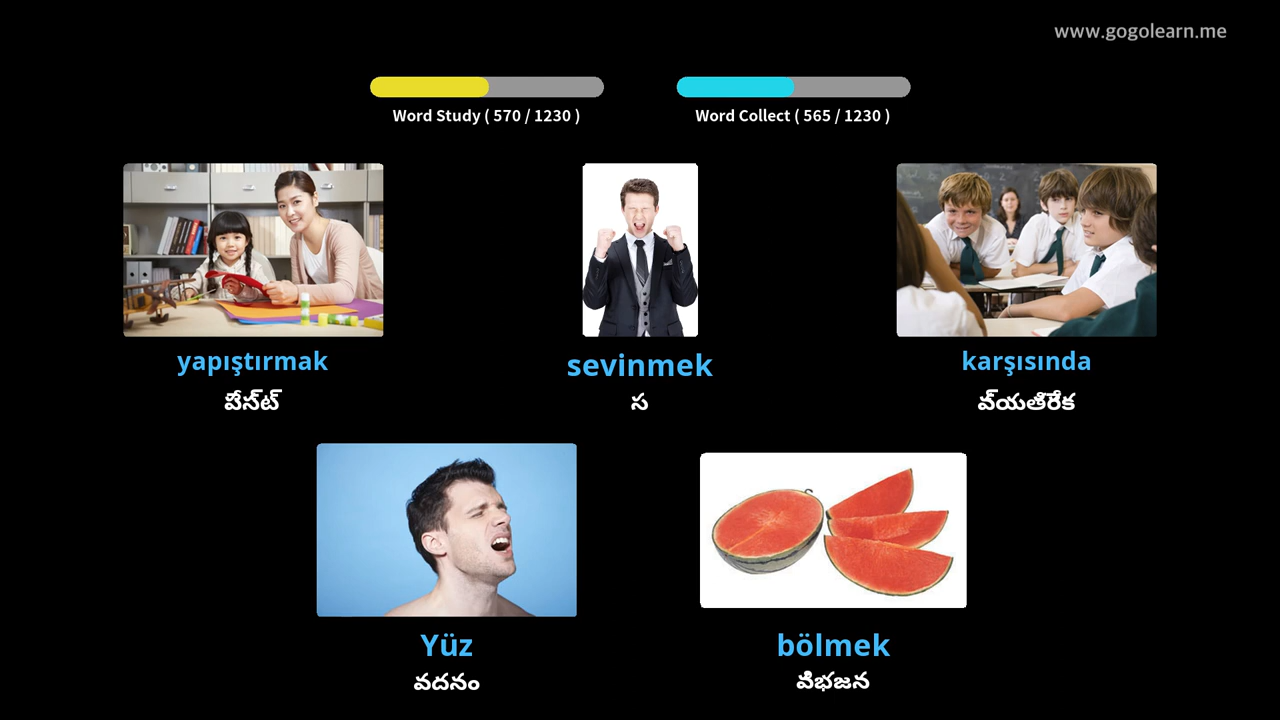 www.gogolearn.me
Word Study ( 570 / 1230 )
Word Collect ( 565 / 1230 )
yapıştırmak
పేస్ట్
sevinmek
స
karşısında
వ్యతిరేక
Yüz
వదనం
bölmek
విభజన